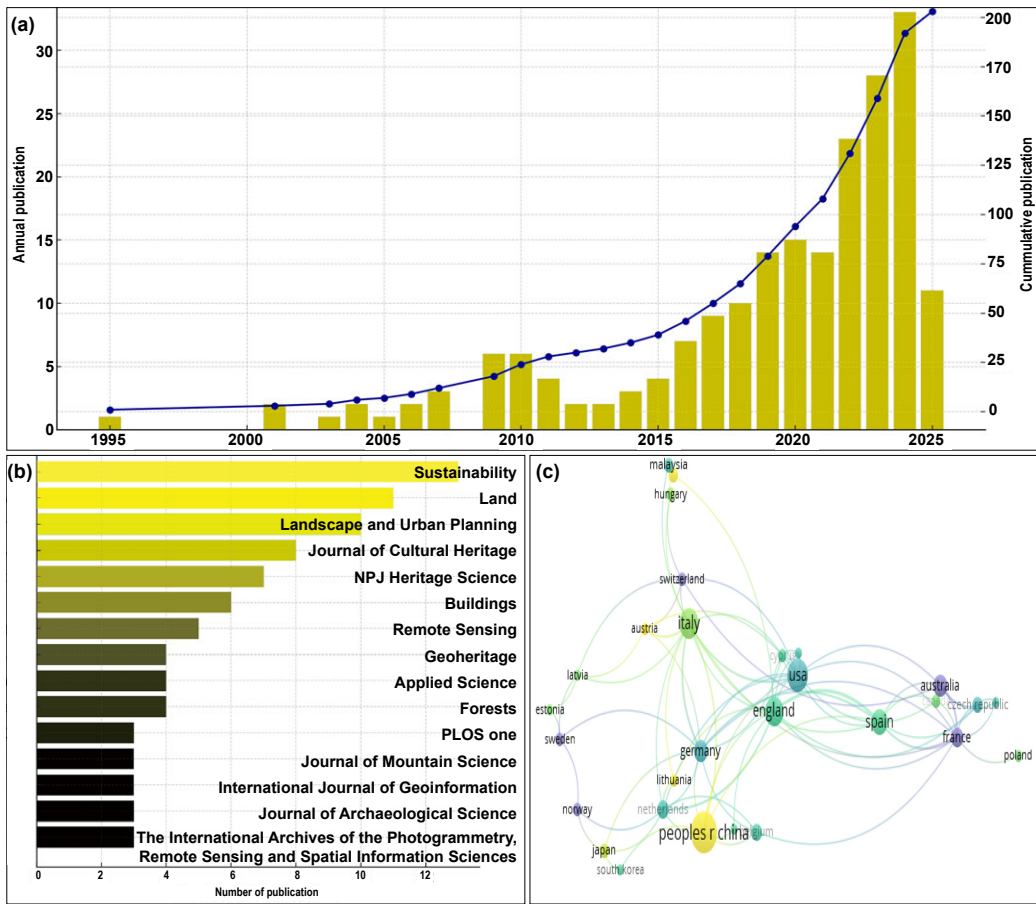 (a)
Annual publication
30
25
20
15
10
5
0
Cummulative publication
200
170
150
125
100
75
50
25
0
1995
2000
2005
2010
2015
2020
2025
(b)
Sustainability
Land
Landscape and Urban Planning
Journal of Cultural Heritage
NPJ Heritage Science
Buildings
Remote Sensing
Geoheritage
Applied Science
Forests
PLOS one
Journal of Mountain Science
International Journal of Geoinformation
Journal of Archaeological Science
The International Archives of the Photogrammetry,
Remote Sensing and Spatial Information Sciences
0 2 4 6 8 10 12
Number of publication
(c)
malaysia
hungary
switzerland
italy
austria
latvia
usa
australia
estonia
england
spain
czech republic
sweden
germany
france
poland
lithuania
norway
netherlands
peoples r china
japan
south korea